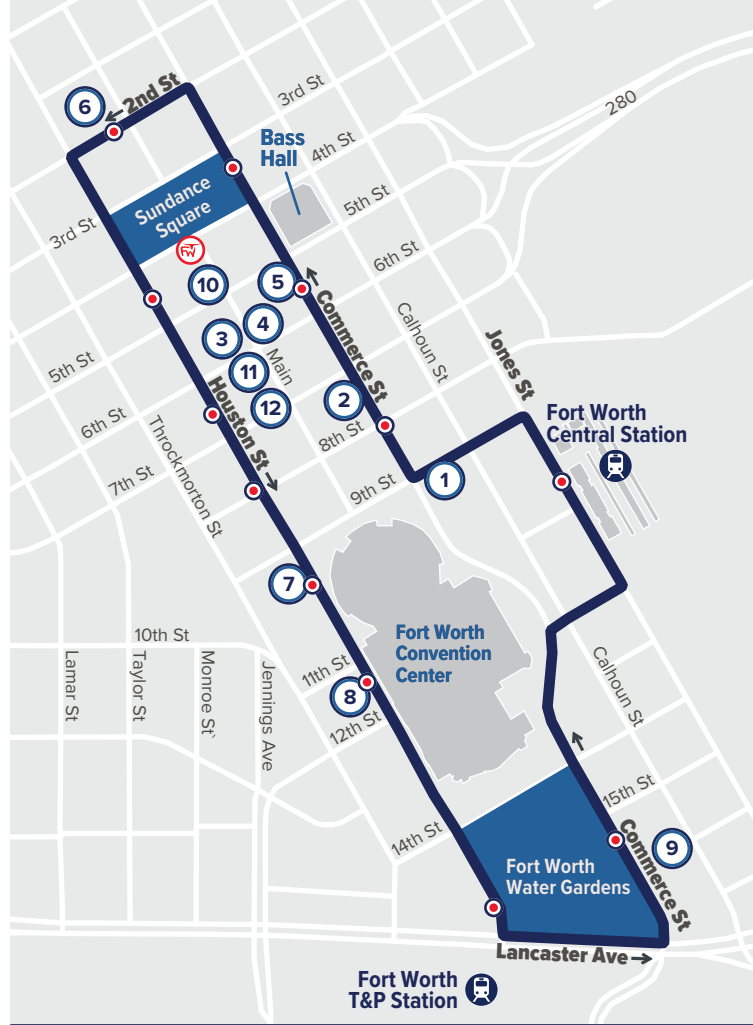 6
← 2nd St
3rd St
280
Bass
Hall
4th St
Sundance
Square
5th St
3rd St
FW
6th St
10
5
Commerce St
4
3
Calhoun St
Jones St
5th St
Main
11
Houston St →
2
12
6th St
Throckmorton St
8th St
Fort Worth
Central Station
7th St
9th St
1
7
10th St
Fort Worth
Convention
Center
11th St
8
12th St
Lamar St
Taylor St
Monroe St`
Jennings Ave
Calhoun St
15th St
14th St
Commerce St
9
Fort Worth
Water Gardens
Lancaster Ave →
Fort Worth
T&P Station